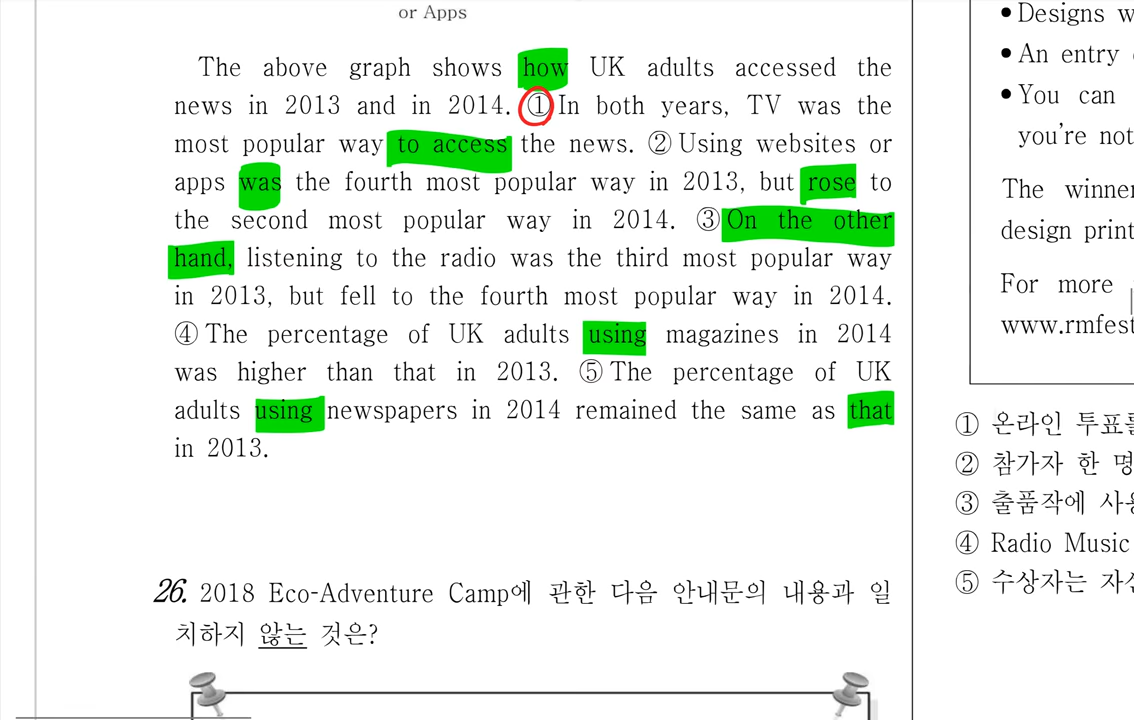 or Apps
The above graph shows how UK adults accessed the
news in 2013 and in 2014. ① In both years, TV was the
most popular way to access the news. ② Using websites or
apps was the fourth most popular way in 2013, but rose to
the second most popular way in 2014. ③ On the other
hand, listening to the radio was the third most popular way
in 2013, but fell to the fourth most popular way in 2014.
④ The percentage of UK adults using magazines in 2014
was higher than that in 2013. ⑤ The percentage of UK
adults using newspapers in 2014 remained the same as that
in 2013.
26. 2018 Eco-Adventure Camp에 관한 다음 안내문의 내용과 일
치하지 않는 것은?
• Designs
• An entry
• You can
you're not
The
design print
For more
www.rmfest
① 온라인
② 참가자 한
③ 출품작에
④ Radio Music
⑤ 수상자는